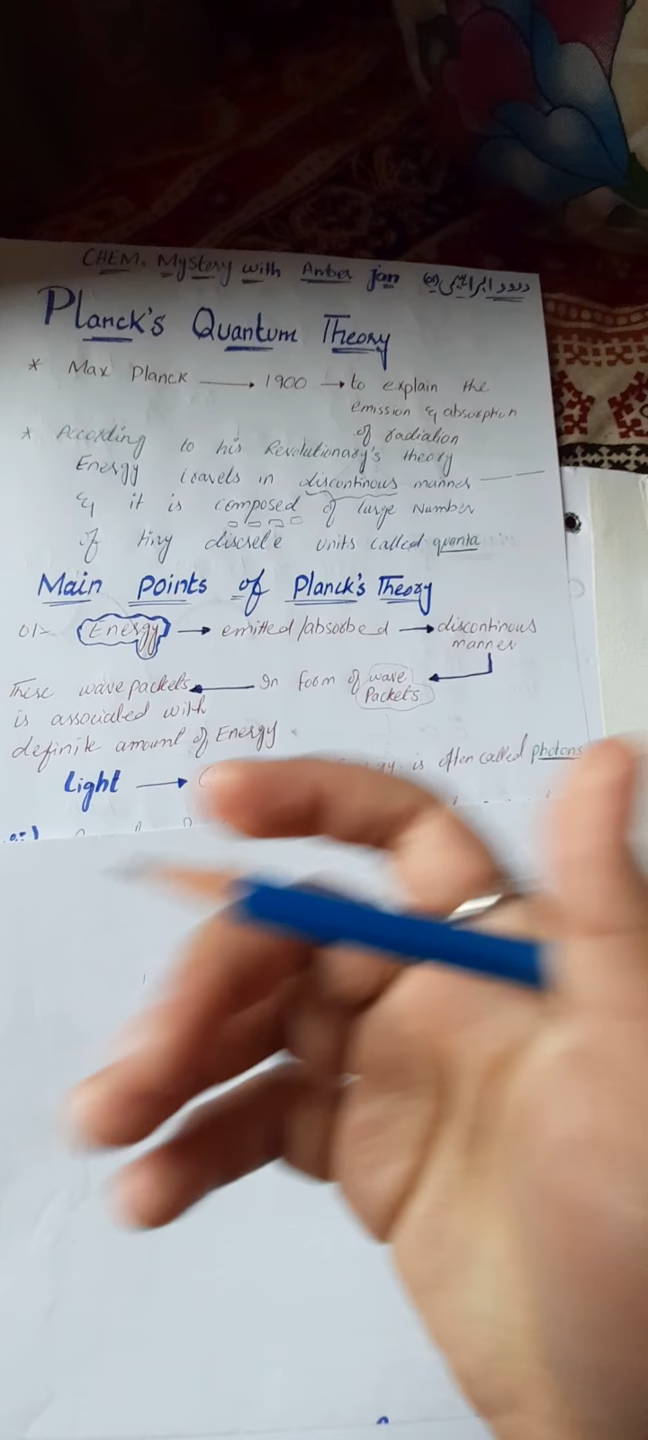 CHEM. Mystery with Amber jan درود ابراہیمی
Planck's Quantum Theory
* Max Planck → 1900 → to explain the
emission & absorption
of radiation
* According to his Revolutionary's theory
Energy travels in discontinous manner
& it is composed of large Number
of tiny discrete units called quanta
Main points of Planck's Theory
01:- Energy → emitted/absorbed → discontinous
manner
These wave packets ← In Form of wave
Packets
is associated with
definite amount of Energy
is often called photons
Light →